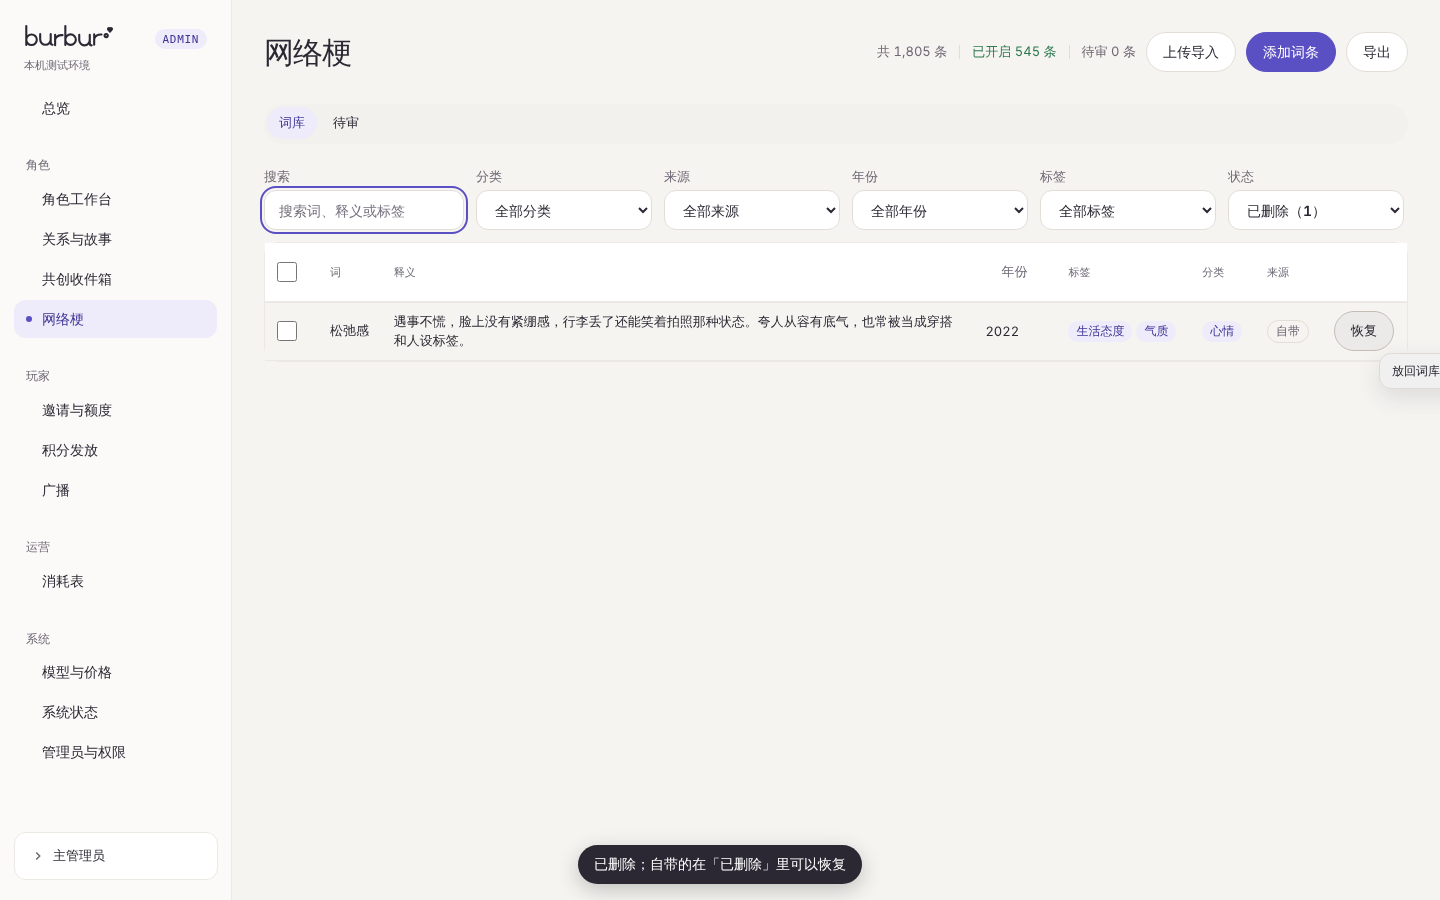 burbur
ADMIN
本机测试环境
总览
角色
角色工作台
关系与故事
共创收件箱
网络梗
玩家
邀请与额度
积分发放
广播
运营
消耗表
系统
模型与价格
系统状态
管理员与权限
主管理员
网络梗
共 1,805 条
已开启 545 条
待审 0 条
上传导入
添加词条
导出
词库
待审
搜索
分类
来源
年份
标签
状态
搜索词、释义或标签
全部分类
全部来源
全部年份
全部标签
已删除（1）
词
释义
年份
标签
分类
来源
松弛感
遇事不慌，脸上没有紧绷感，行李丢了还能笑着拍照那种状态。夸人从容有底气，也常被当成穿搭
和人设标签。
2022
生活态度
气质
心情
自带
恢复
放回词库
已删除；自带的在「已删除」里可以恢复